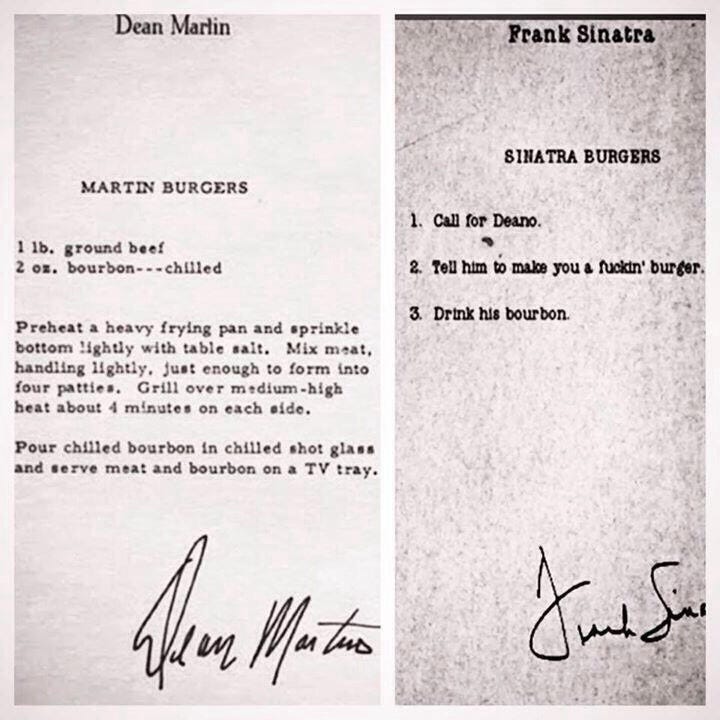 Dean Martin
MARTIN BURGERS
1 lb. ground beef
2 oz. bourbon---chilled
Preheat a heavy frying pan and sprinkle
bottom lightly with table salt. Mix meat,
handling lightly, just enough to form into
four patties. Grill over medium-high
heat about 4 minutes on each side.
Pour chilled bourbon in chilled shot glass
and serve meat and bourbon on a TV tray.
Dean Martin
Frank Sinatra
SINATRA BURGERS
1. Call for Deano.
2. Tell him to make you a fuckin' burger.
3. Drink his bourbon.
Frank Sina